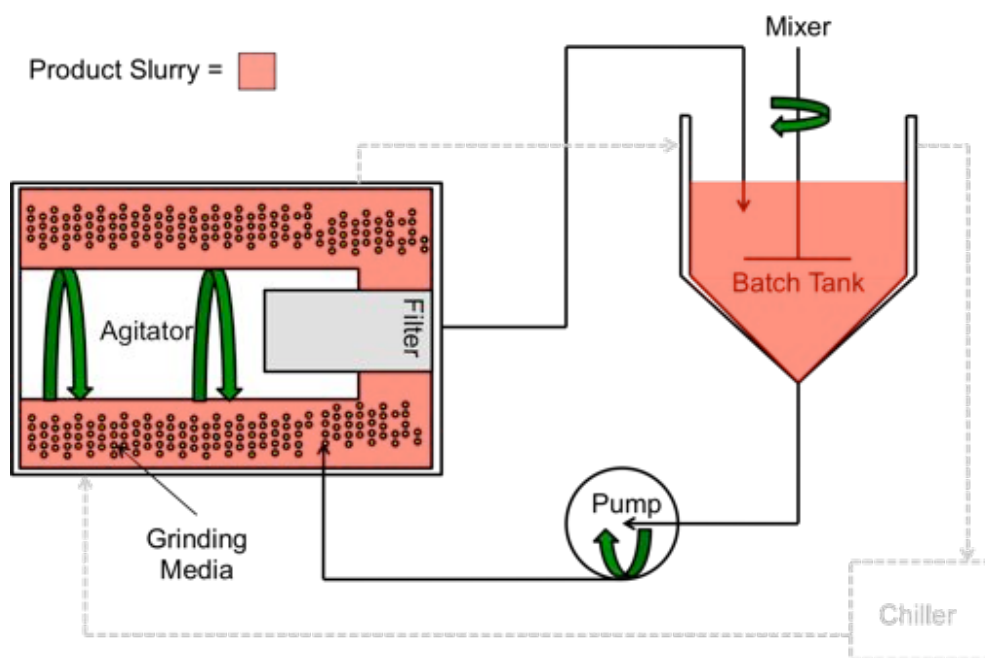 Mixer
Product Slurry =
Batch Tank
Agitator
Filter
Pump
Grinding
Media
Chiller